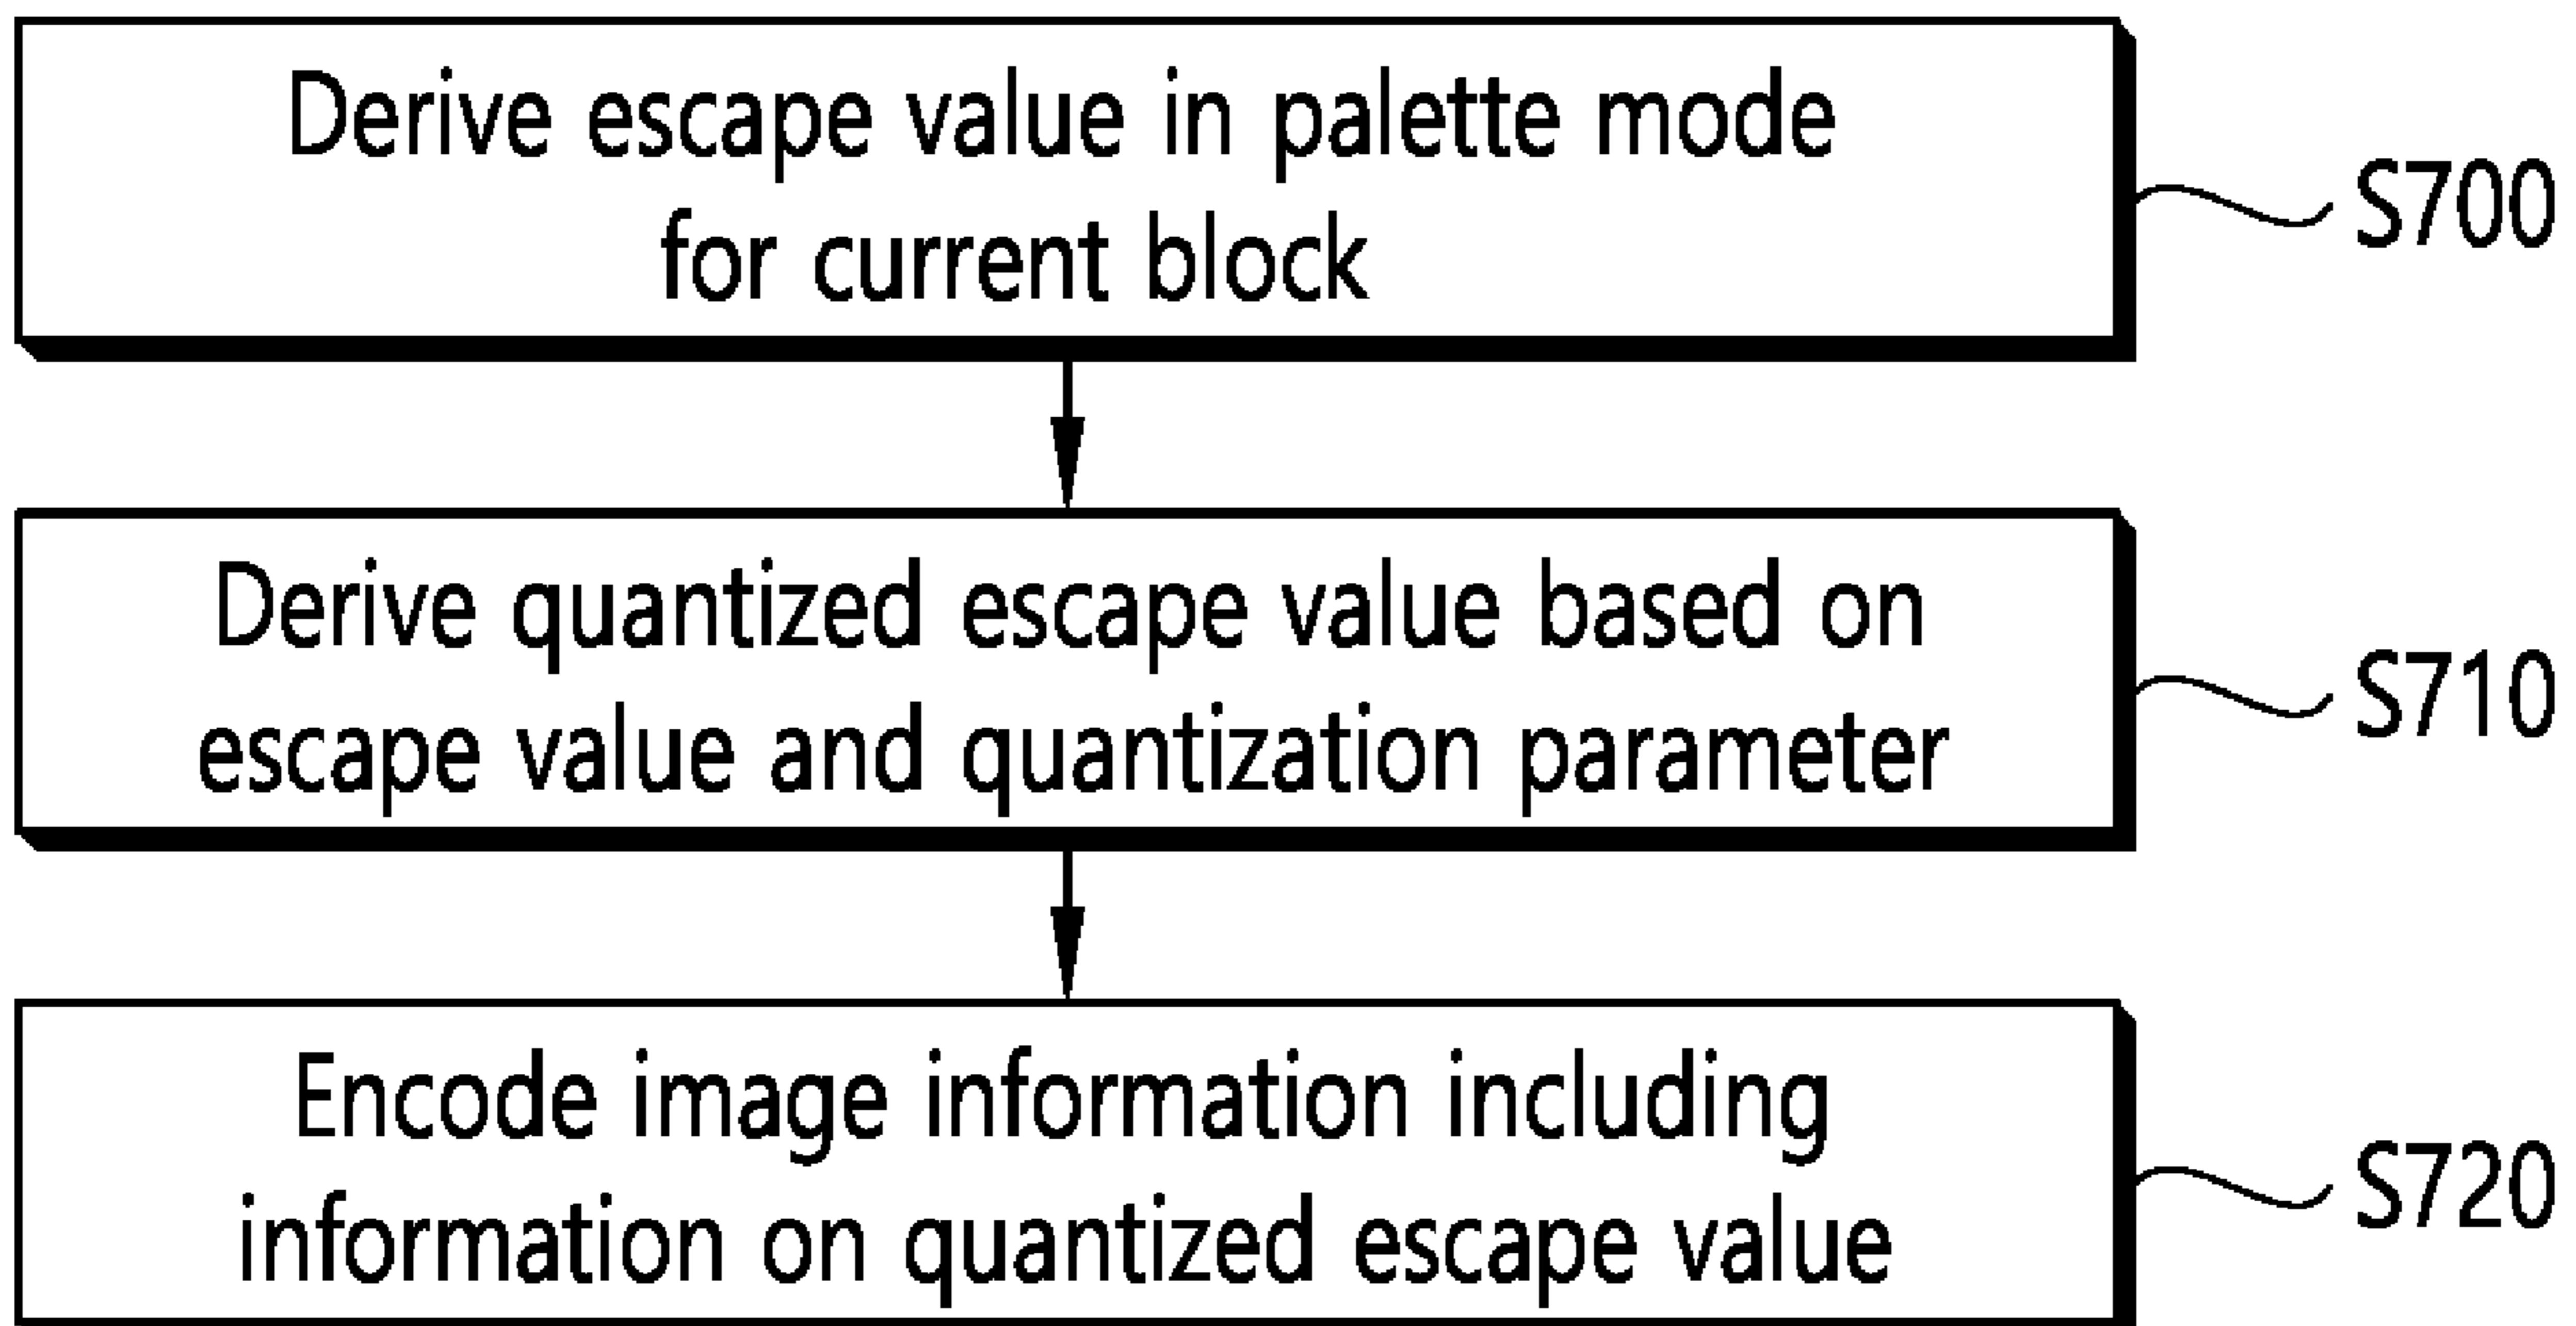 Derive escape value in palette mode
for current block
S700
Derive quantized escape value based on
escape value and quantization parameter
S710
Encode image information including
information on quantized escape value
S720